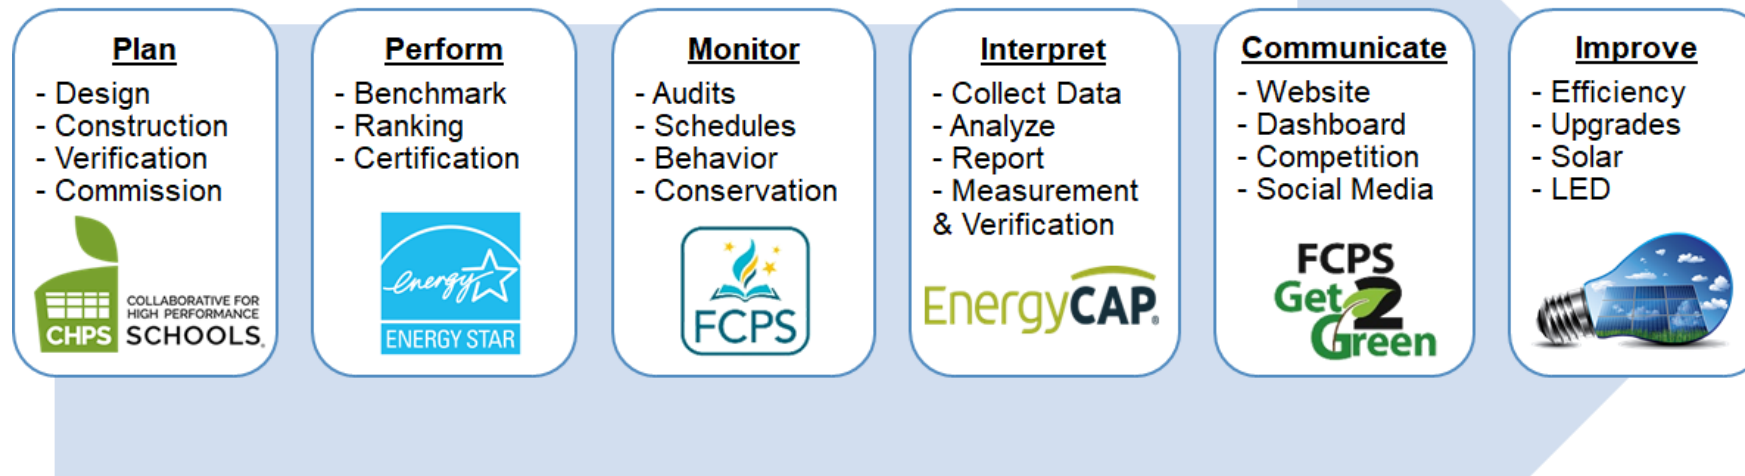 Plan
- Design
- Construction
- Verification
- Commission
CHPS
COLLABORATIVE FOR
HIGH PERFORMANCE
SCHOOLS.
Perform
- Benchmark
- Ranking
- Certification
energy
ENERGY STAR
Monitor
- Audits
- Schedules
- Behavior
- Conservation
FCPS
Interpret
- Collect Data
- Analyze
- Report
- Measurement
& Verification
EnergyCAP®
Communicate
- Website
- Dashboard
- Competition
- Social Media
FCPS
Get 2
Green
Improve
- Efficiency
- Upgrades
- Solar
- LED